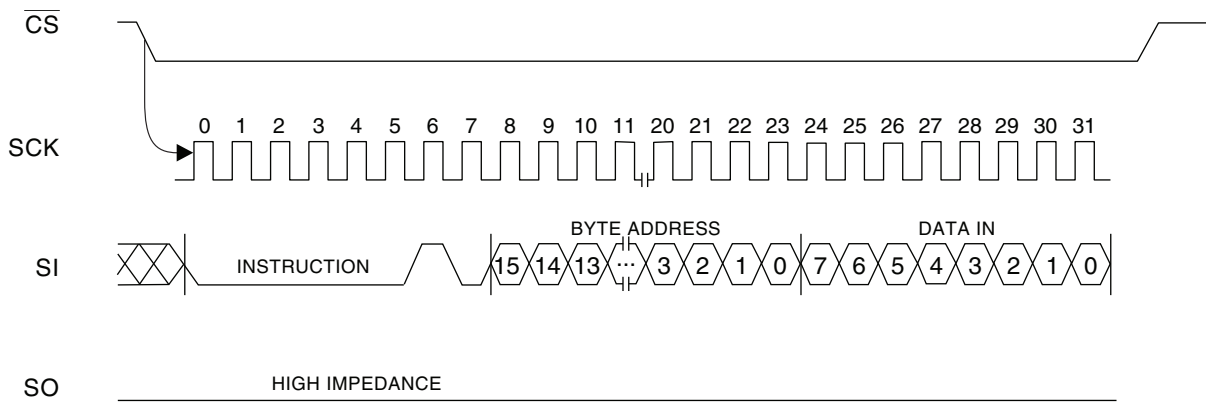 CS
SCK
0 1 2 3 4 5 6 7 8 9 10 11 20 21 22 23 24 25 26 27 28 29 30 31
BYTE ADDRESS
DATA IN
SI
INSTRUCTION
15 14 13 ... 3 2 1 0 7 6 5 4 3 2 1 0
SO
HIGH IMPEDANCE